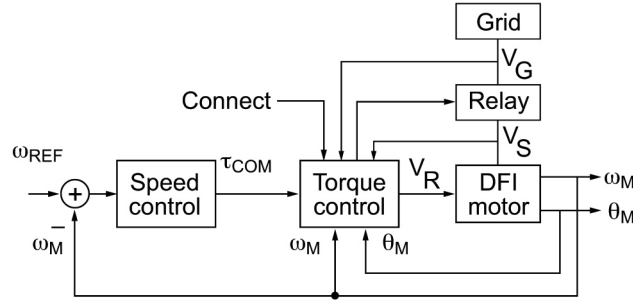 Grid
V_G
Connect
Relay
V_S
ω_REF
τ_COM
Speed
control
Torque
control
V_R
DFI
motor
ω_M
θ_M
+
−
ω_M
ω_M
θ_M